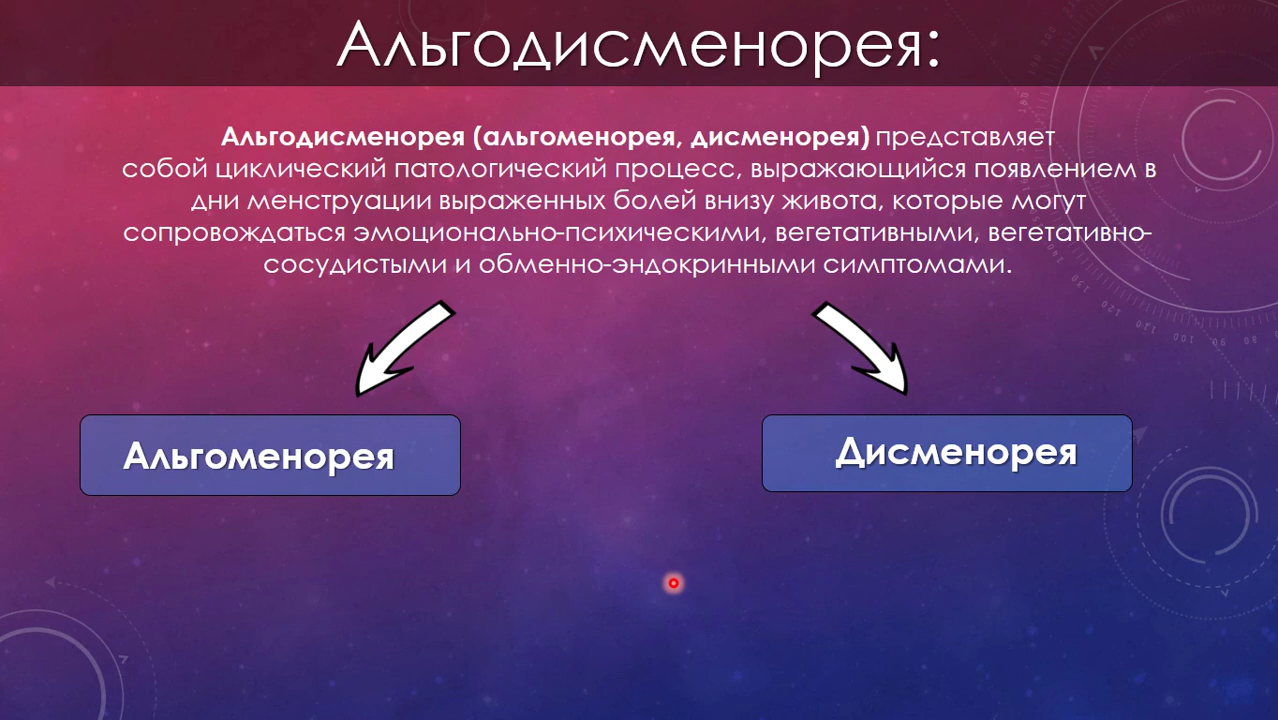 Альгодисменорея:
Альгодисменорея (альгоменорея, дисменорея) представляет
собой циклический патологический процесс, выражающийся появлением в
дни менструации выраженных болей внизу живота, которые могут
сопровождаться эмоционально-психическими, вегетативными, вегетативно-
сосудистыми и обменно-эндокринными симптомами.
Альгоменорея
Дисменорея